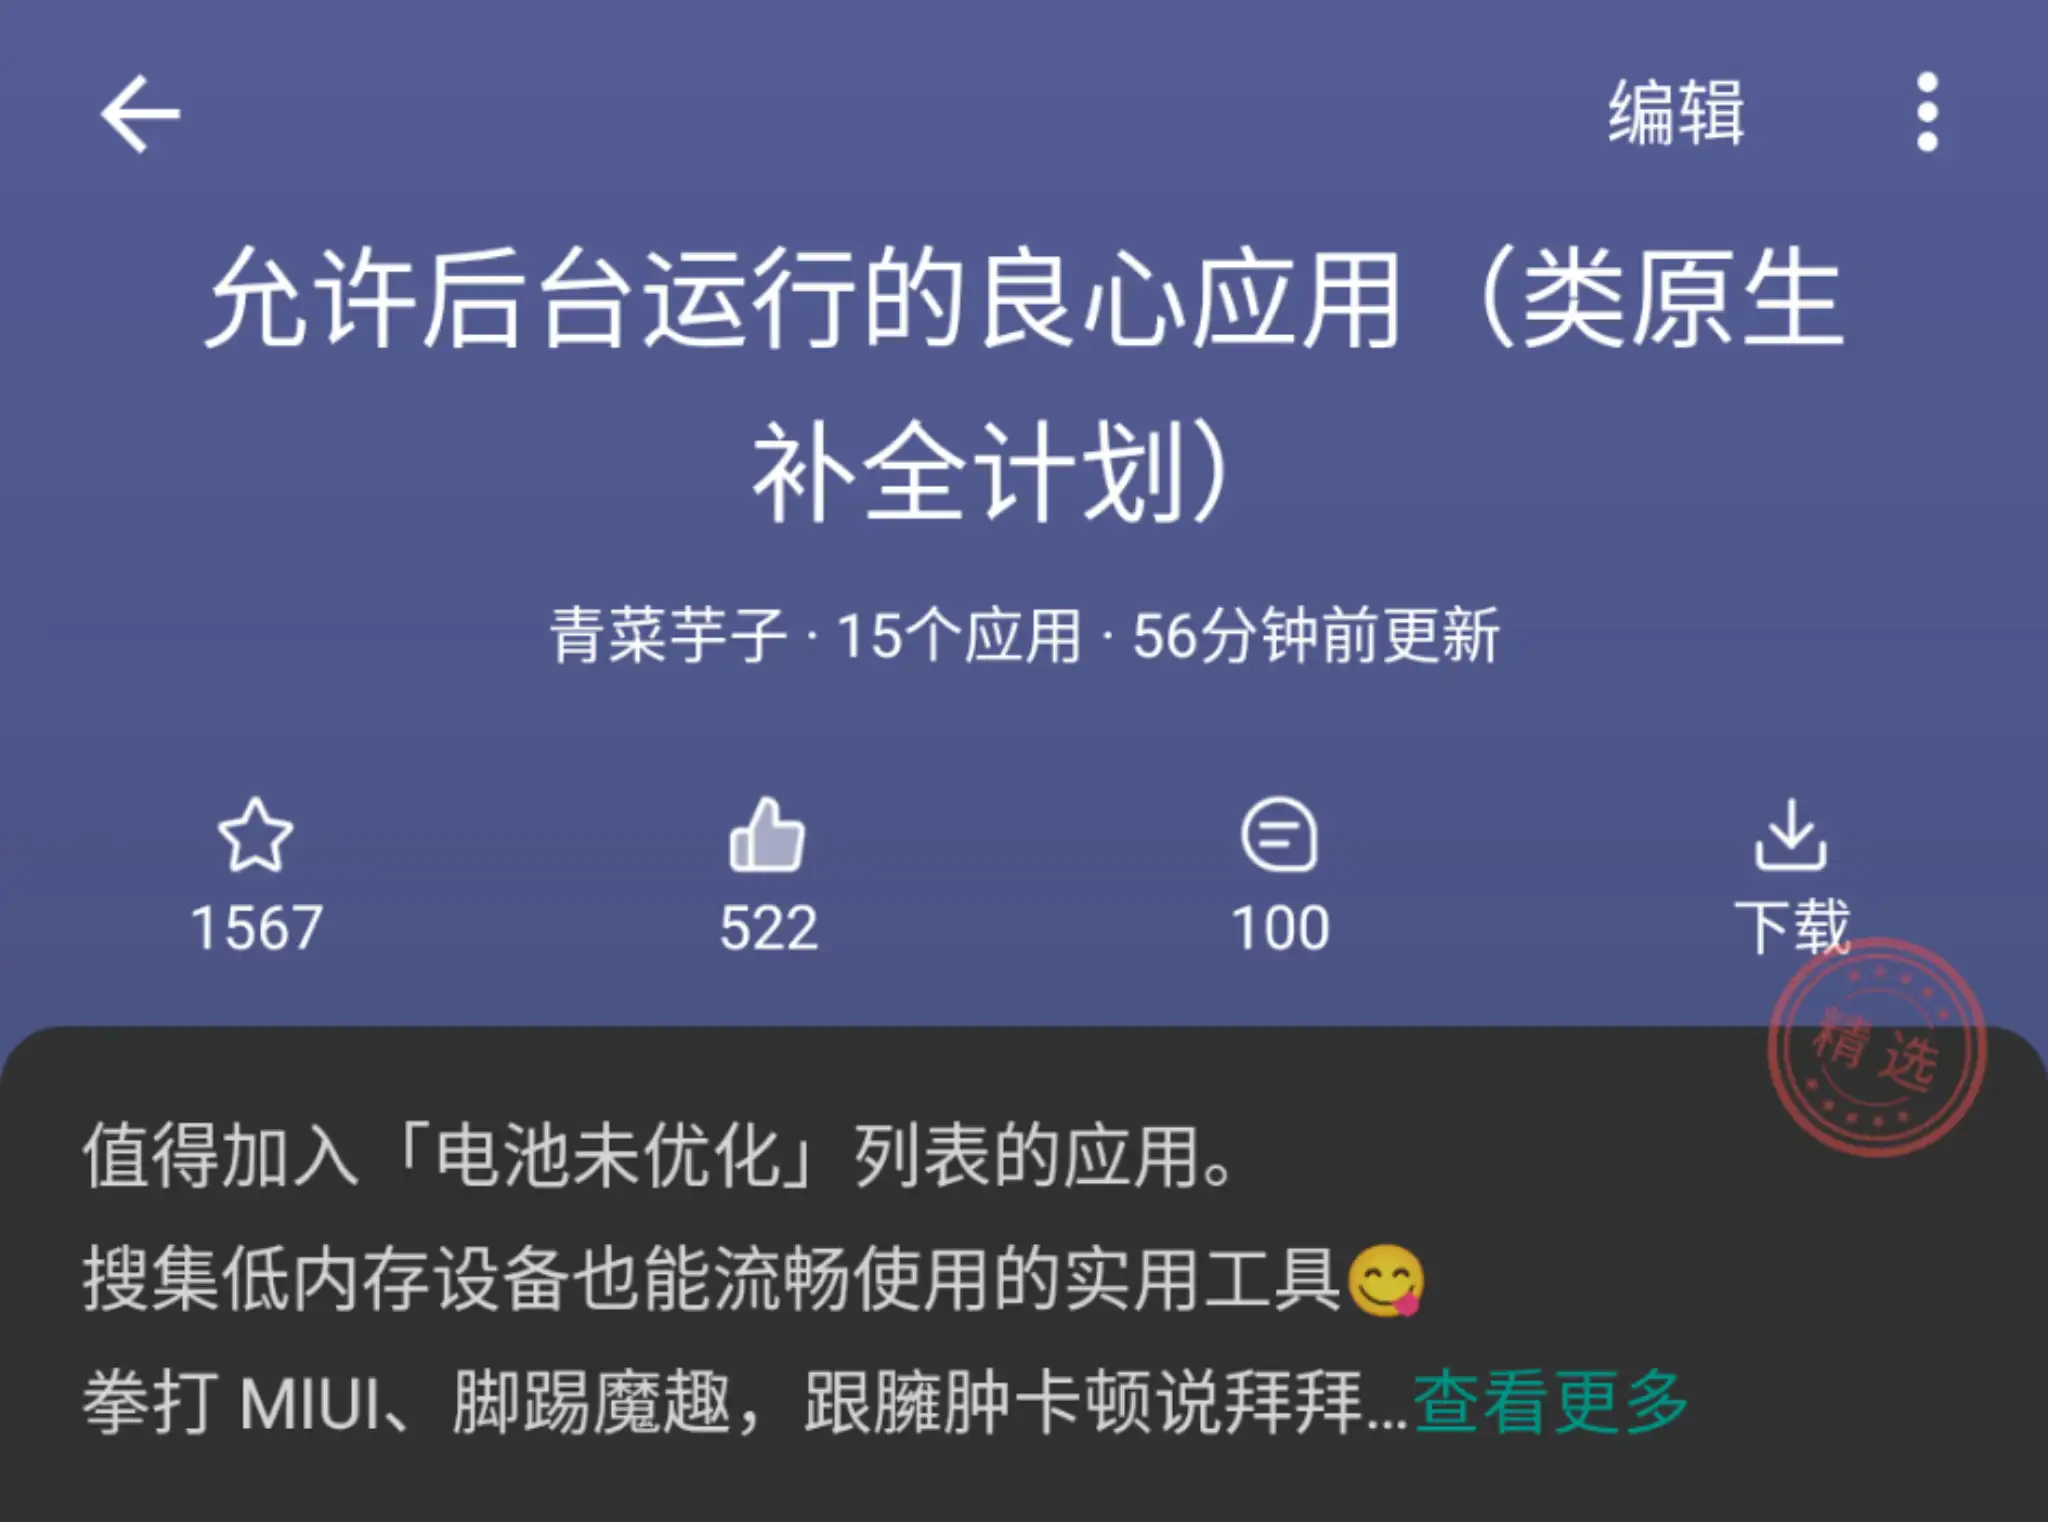 编辑
允许后台运行的良心应用（类原生
补全计划）
青菜芋子 · 15个应用 · 56分钟前更新
1567
522
100
下载
精选
值得加入「电池未优化」列表的应用。
搜集低内存设备也能流畅使用的实用工具😋
拳打 MIUI、脚踢魔趣，跟臃肿卡顿说拜拜...查看更多